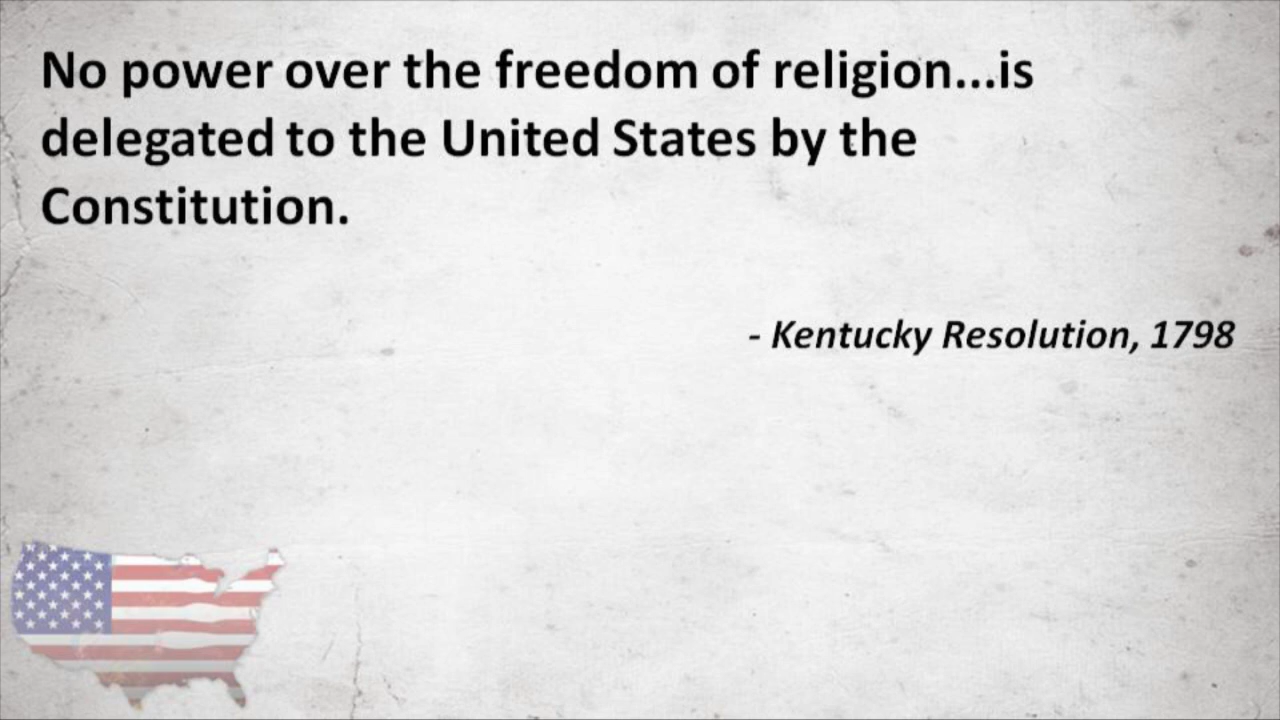 No power over the freedom of religion...is
delegated to the United States by the
Constitution.
- Kentucky Resolution, 1798